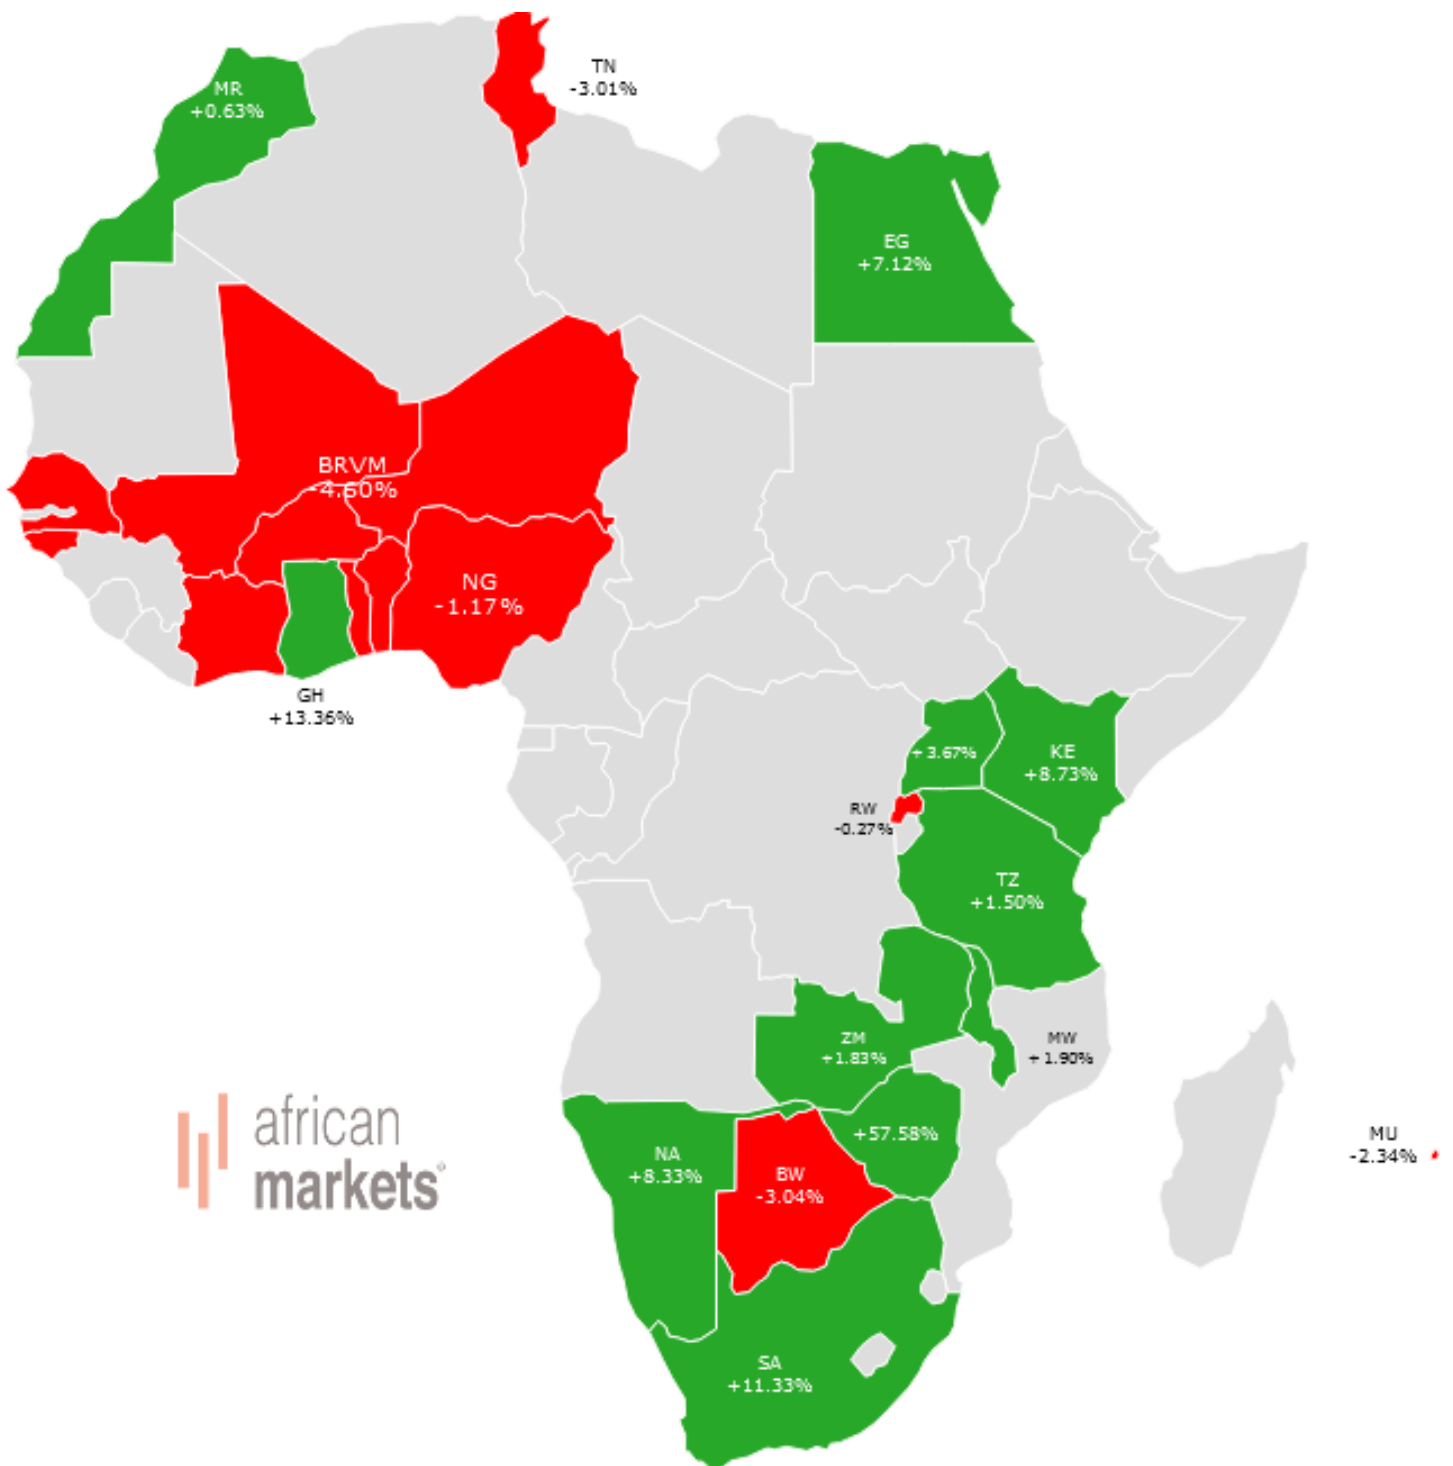 TN
-3.01%
MR
+0.63%
EG
+7.12%
BRVM
-4.60%
NG
-1.17%
GH
+13.36%
+3.67%
KE
+8.73%
RW
-0.27%
TZ
+1.50%
ZM
+1.83%
MW
+1.90%
+57.58%
MU
-2.34%
NA
+8.33%
BW
-3.04%
african
markets
SA
+11.33%